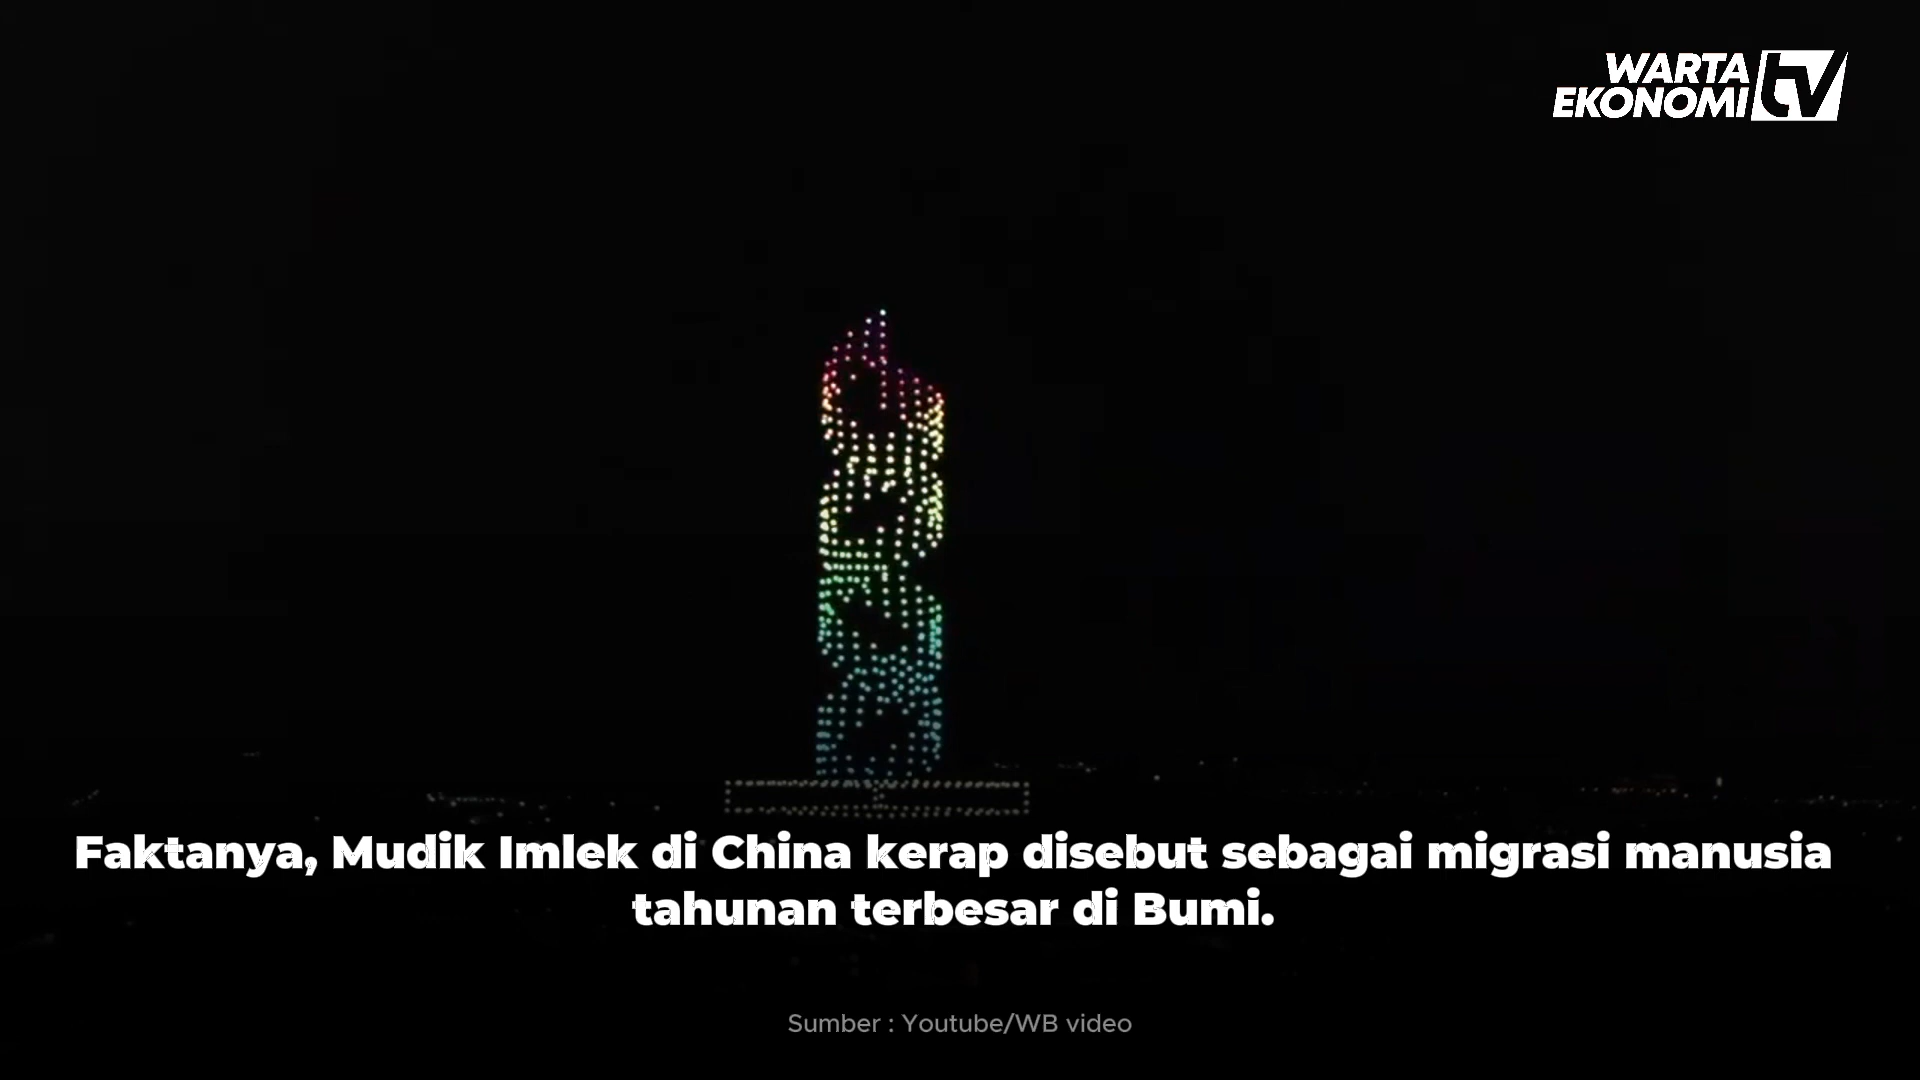 WARTA
EKONOMI tv
Faktanya, Mudik Imlek di China kerap disebut sebagai migrasi manusia
tahunan terbesar di Bumi.
Sumber : Youtube/WB video